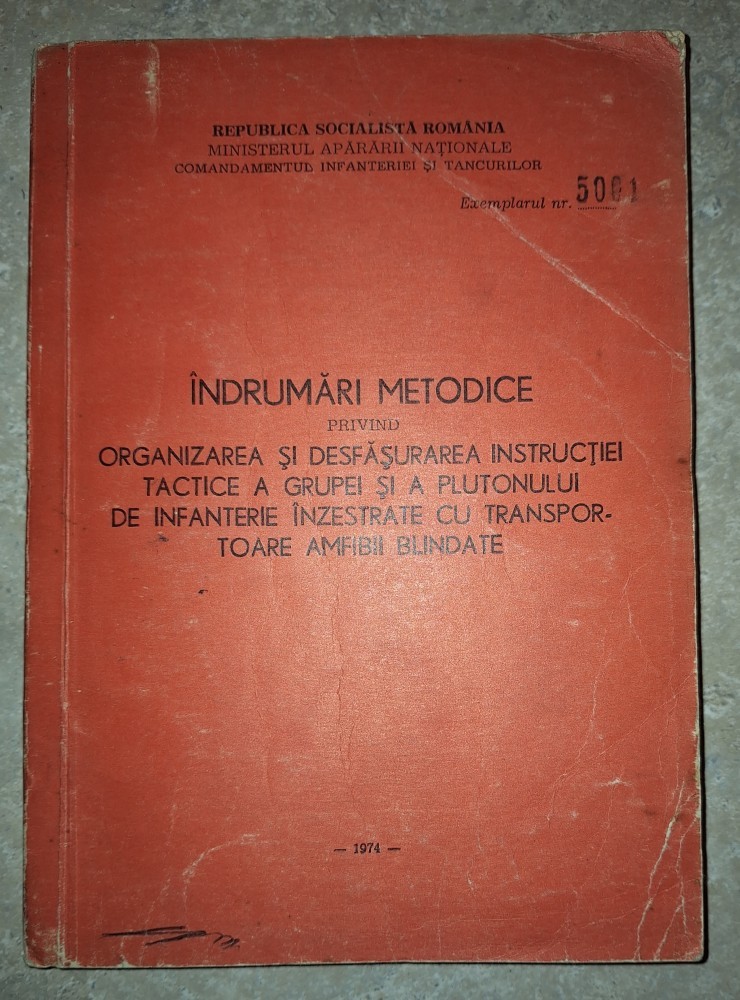 REPUBLICA SOCIALISTĂ ROMÂNIA
MINISTERUL APĂRĂRII NAȚIONALE
COMANDAMENTUL INFANTERIEI ȘI TANCURILOR
Exemplarul nr. 5001
ÎNDRUMĂRI METODICE
PRIVIND
ORGANIZAREA ȘI DESFĂȘURAREA INSTRUCȚIEI
TACTICE A GRUPEI ȘI A PLUTONULUI
DE INFANTERIE ÎNZESTRATE CU TRANSPOR-
TOARE AMFIBII BLINDATE
— 1974 —